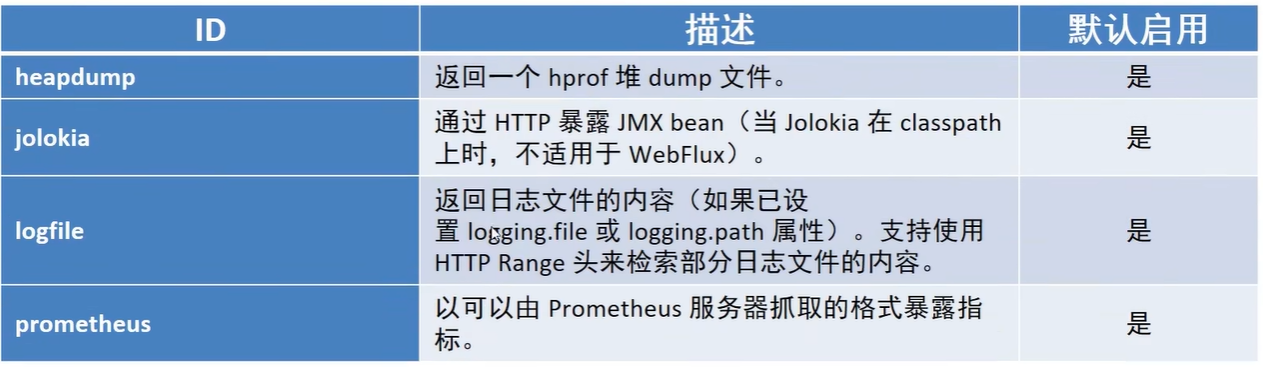 ID 描述 默认启用
heapdump 返回一个 hprof 堆 dump 文件。 是
jolokia 通过 HTTP 暴露 JMX bean（当 Jolokia 在 classpath
上时，不适用于 WebFlux）。 是
logfile 返回日志文件的内容（如果已设
置 logging.file 或 logging.path 属性）。支持使用
HTTP Range 头来检索部分日志文件的内容。 是
prometheus 以可以由 Prometheus 服务器抓取的格式暴露指
标。 是